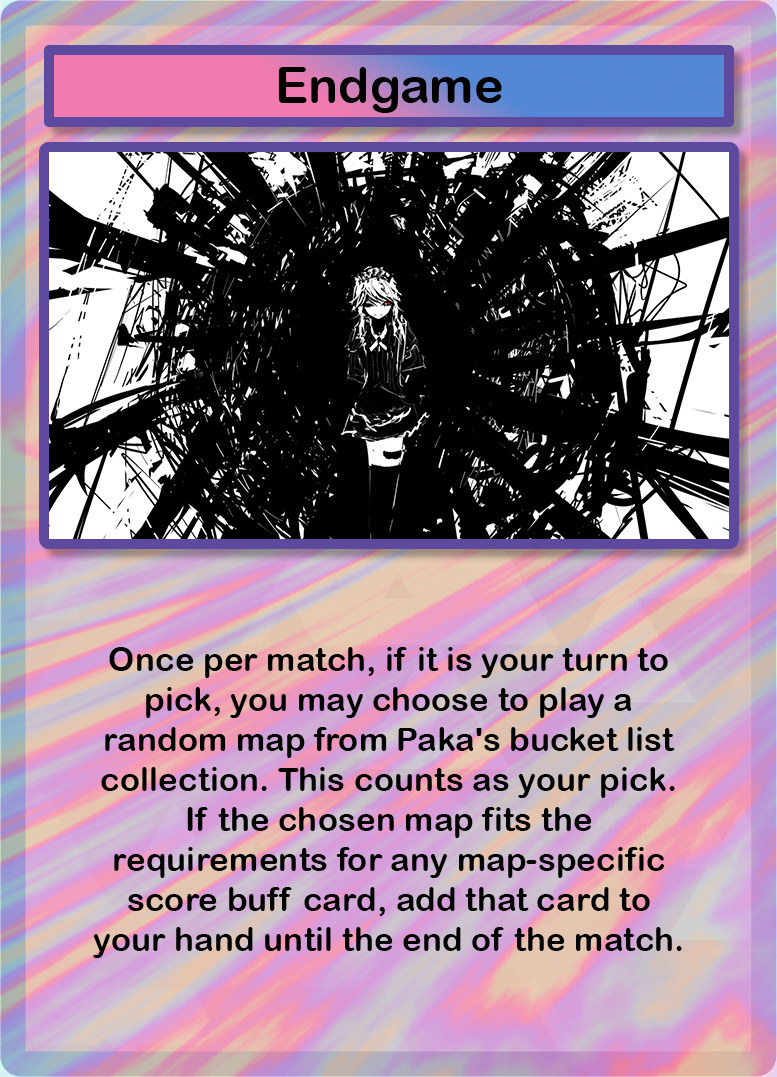 Endgame
Once per match, if it is your turn to
pick, you may choose to play a
random map from Paka's bucket list
collection. This counts as your pick.
If the chosen map fits the
requirements for any map-specific
score buff card, add that card to
your hand until the end of the match.